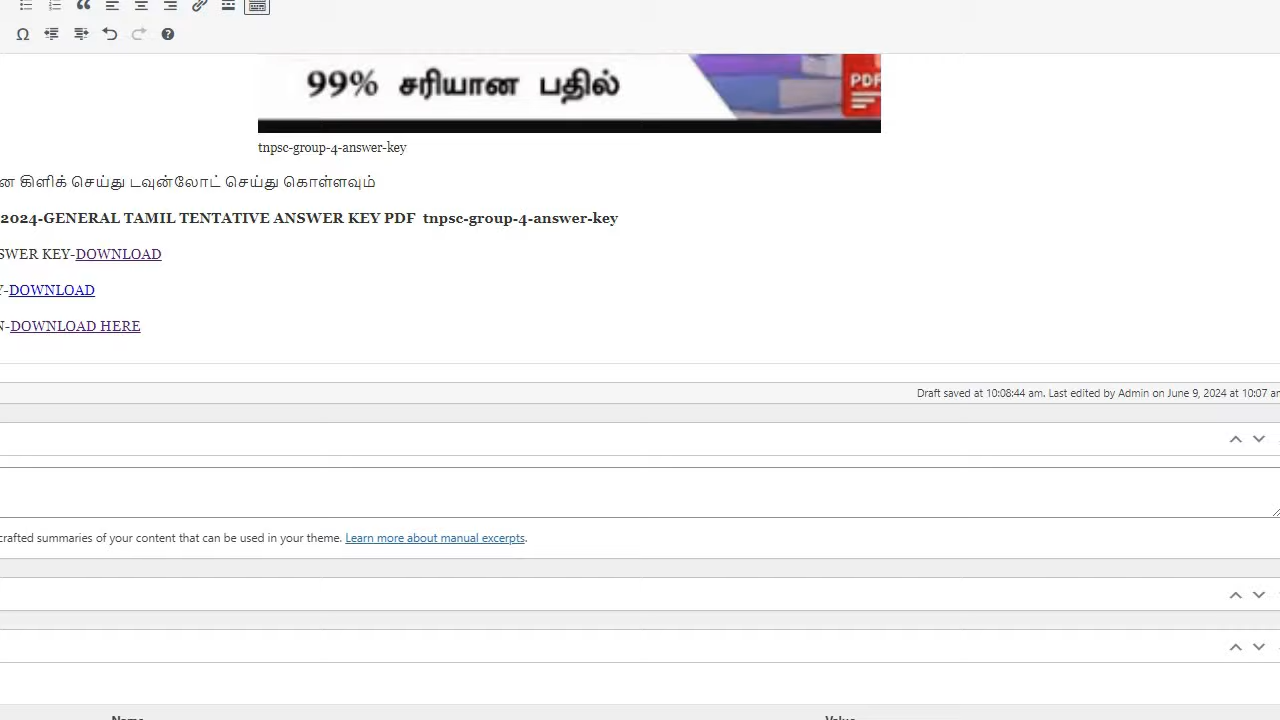 99% சரியான பதில்
PDF
tnpsc-group-4-answer-key
கிளிக் செய்து டவுன்லோட் செய்து கொள்ளவும்
2024-GENERAL TAMIL TENTATIVE ANSWER KEY PDF tnpsc-group-4-answer-key
KEY-DOWNLOAD
-DOWNLOAD
-DOWNLOAD HERE
Draft saved at 10:08:44 am. Last edited by Admin on June 9, 2024 at 10:07
crafted summaries of your content that can be used in your theme. Learn more about manual excerpts.
Name Value